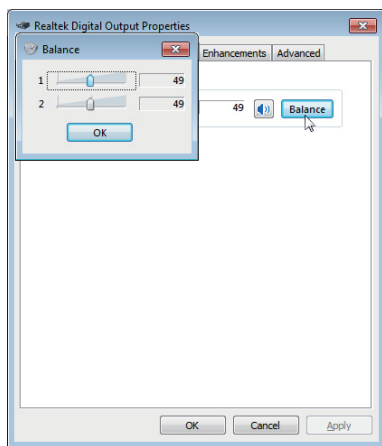 Realtek Digital Output Properties
Balance
Enhancements Advanced
1 49
2 49
49 Balance
OK
OK Cancel Apply